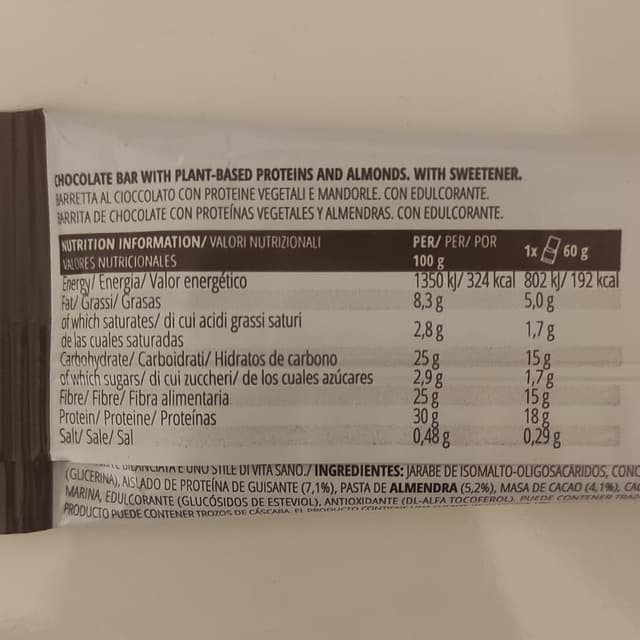 CHOCOLATE BAR WITH PLANT-BASED PROTEINS AND ALMONDS. WITH SWEETENER.
BARRETTA AL CIOCCOLATO CON PROTEINE VEGETALI E MANDORLE. CON EDULCORANTE.
BARRITA DE CHOCOLATE CON PROTEÍNAS VEGETALES Y ALMENDRAS. CON EDULCORANTE.
NUTRITION INFORMATION/ VALORI NUTRIZIONALI PER/ PER/ POR 1x 60 g
VALORES NUTRICIONALES 100 g
Energy/ Energia/ Valor energético 1350 kJ/ 324 kcal 802 kJ/ 192 kcal
Fat/ Grassi/ Grasas 8,3 g 5,0 g
of which saturates/ di cui acidi grassi saturi
de las cuales saturadas 2,8 g 1,7 g
Carbohydrate/ Carboidrati/ Hidratos de carbono 25 g 15 g
of which sugars/ di cui zuccheri/ de los cuales azúcares 2,9 g 1,7 g
Fibre/ Fibre/ Fibra alimentaria 25 g 15 g
Protein/ Proteine/ Proteínas 30 g 18 g
Salt/ Sale/ Sal 0,48 g 0,29 g
E UNO STILE DI VITA SANO./ INGREDIENTES: JARABE DE ISOMALTO-OLIGOSACÁRIDOS, CONC
(GLICERINA), AISLADO DE PROTEÍNA DE GUISANTE (7,1%), PASTA DE ALMENDRA (5,2%), MASA DE CACAO (4,1%), CAC
MARINA, EDULCORANTE (GLUCÓSIDOS DE ESTEVIOL), ANTIOXIDANTE (DL-ALFA TOCOFEROL). PUEDE CONTENER
PRODUCTO PUEDE CONTENER TROZOS DE CÁSCARA. EL PRODUCTO